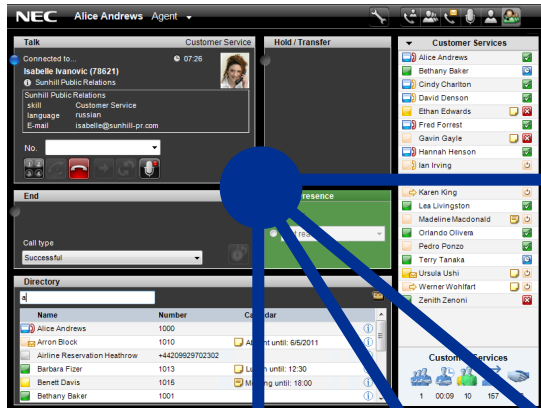 NEC Alice Andrews Agent
Talk Customer Service
Connected to... 07:26
Isabelle Ivanovic (78621)
Sunhill Public Relations
Sunhill Public Relations
skill Customer Service
language russian
E-mail isabelle@sunhill-pr.com
No.
Hold / Transfer
End
Call type
Successful
Directory
a
Name Number
Alice Andrews 1000
Arron Block 1010 until: 6/5/2011
Airline Reservation Heathrow +44209929702302
Barbara Fizer 1013 until: 12:30
Benett Davis 1015 until: 18:00
Bethany Baker 1001
Customer Services
Alice Andrews
Bethany Baker
Cindy Charlton
David Denson
Ethan Edwards
Fred Forrest
Gavin Gayle
Hannah Henson
Ian Irving
Karen King
Lea Livingston
Madeline Macdonald
Orlando Olivera
Pedro Ponzo
Terry Tanaka
Ursula Ushi
Werner Wohlfart
Zenith Zenoni
1 00:09 10 157